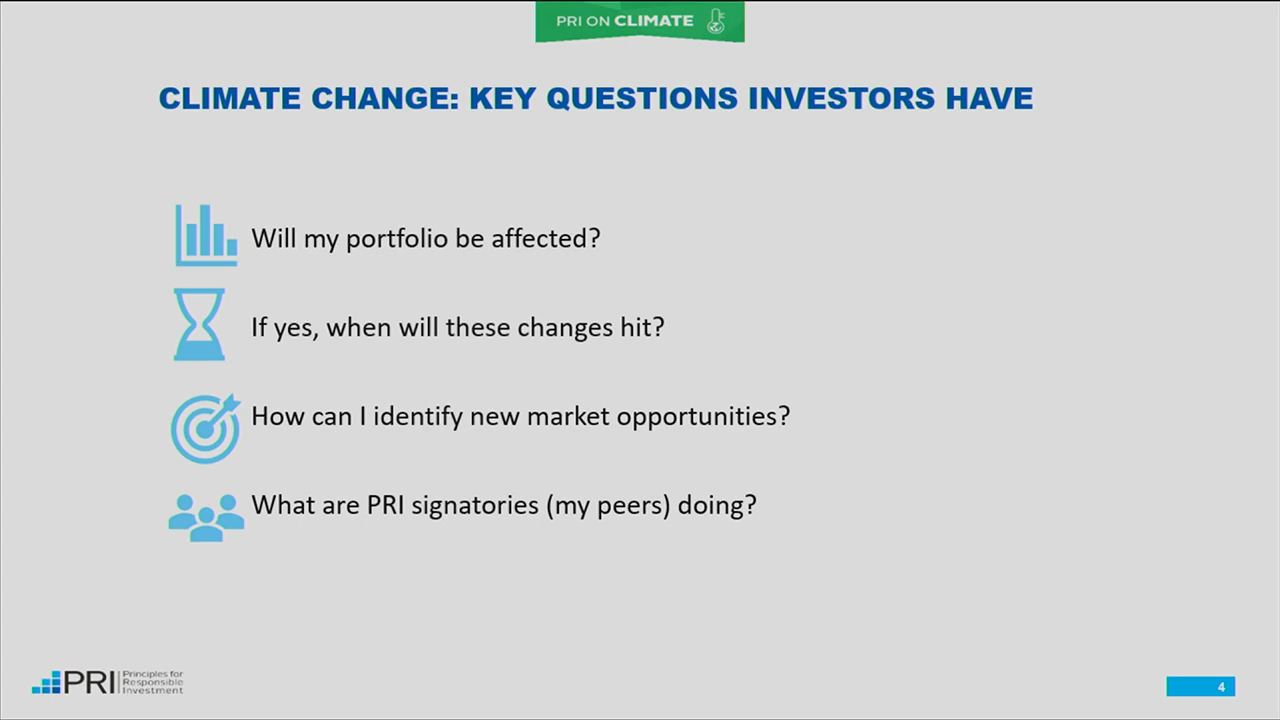 PRI ON CLIMATE
CLIMATE CHANGE: KEY QUESTIONS INVESTORS HAVE
Will my portfolio be affected?
If yes, when will these changes hit?
How can I identify new market opportunities?
What are PRI signatories (my peers) doing?
PRI
Principles for
Responsible
Investment
4